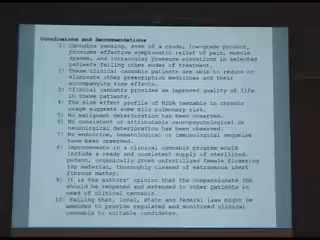 Conclusions and Recommendations
1) Cannabis smoking, even of a crude, low-grade product,
provides effective symptomatic relief of pain, muscle
spasms, and intraocular pressure elevations in selected
patients failing other modes of treatment.
2) These clinical cannabis patients are able to reduce or
eliminate other prescription medicines and their
accompanying side effects.
3) Clinical cannabis provides an improved quality of life
in these patients.
4) The side effect profile of NIDA cannabis in chronic
usage suggests some mild pulmonary risk.
5) No malignant deterioration has been observed.
6) No consistent or attributable neuropsychological or
neurological deterioration has been observed.
7) No endocrine, hematological or immunological sequelae
have been observed.
8) Improvements in a clinical cannabis program would
include a ready and consistent supply of sterilized,
potent, organically grown unfertilized female flowering
top material, thoroughly cleaned of extraneous inert
fibrous matter.
9) It is the authors' opinion that the Compassionate IND
should be reopened and extended to other patients in
need of clinical cannabis.
10) Failing that, local, state and federal laws might be
amended to provide regulated and monitored clinical
cannabis to suitable candidates.